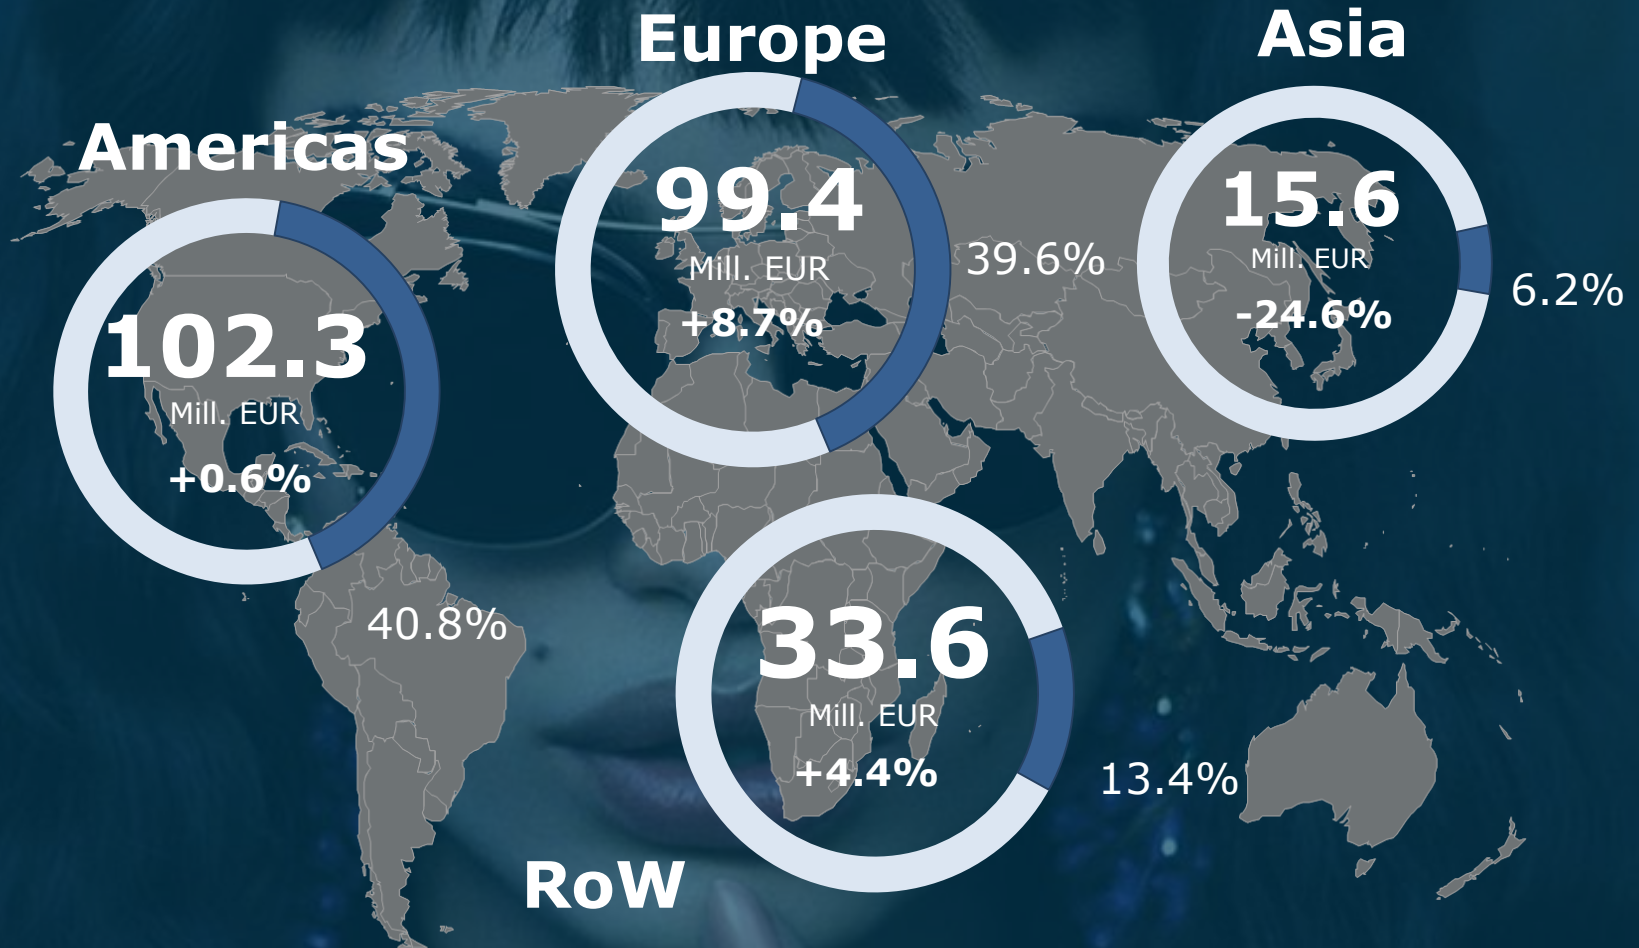 Americas
102.3
Mill. EUR
+0.6%
40.8%
Europe
99.4
Mill. EUR
+8.7%
39.6%
Asia
15.6
Mill. EUR
-24.6%
6.2%
33.6
Mill. EUR
+4.4%
13.4%
RoW